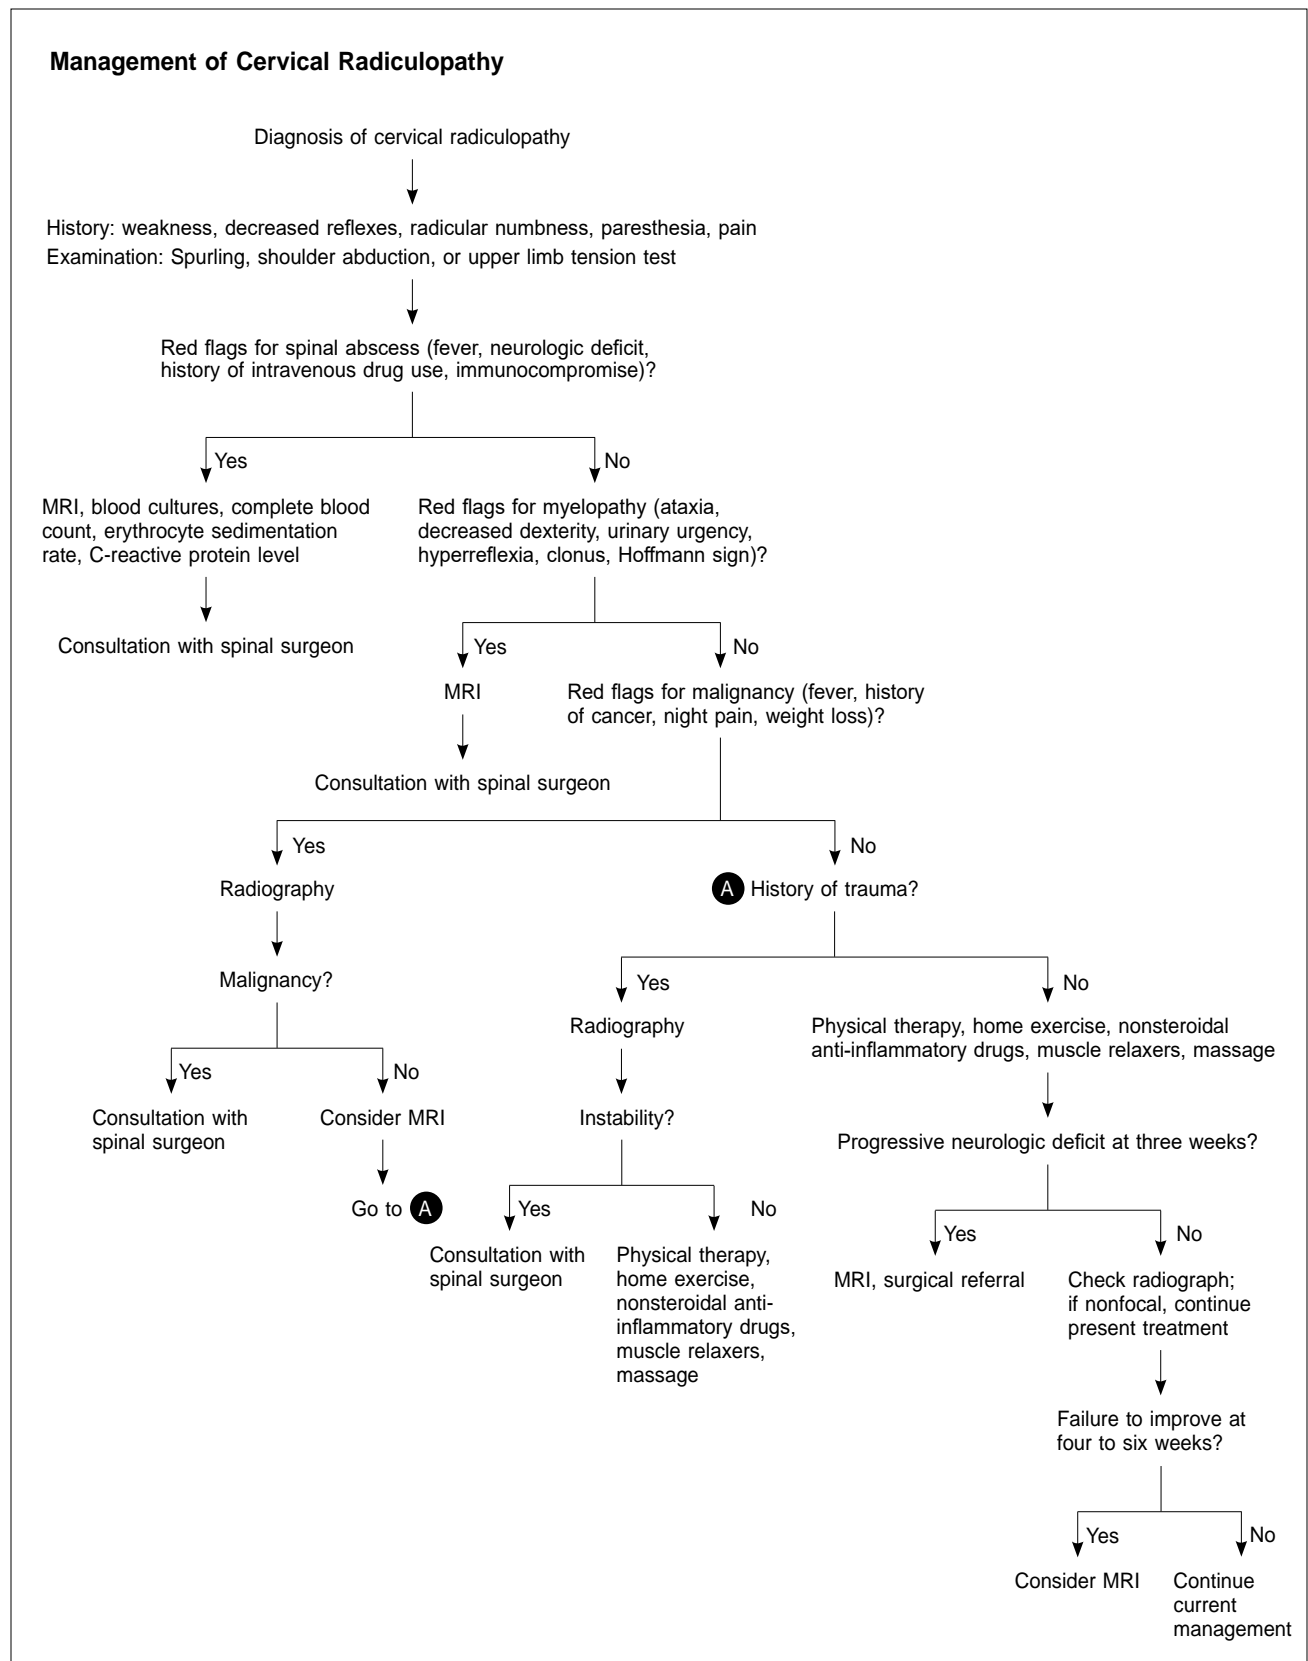 Management of Cervical Radiculopathy
Diagnosis of cervical radiculopathy
History: weakness, decreased reflexes, radicular numbness, paresthesia, pain
Examination: Spurling, shoulder abduction, or upper limb tension test
Red flags for spinal abscess (fever, neurologic deficit,
history of intravenous drug use, immunocompromise)?
Yes
No
MRI, blood cultures, complete blood
count, erythrocyte sedimentation
rate, C-reactive protein level
Red flags for myelopathy (ataxia,
decreased dexterity, urinary urgency,
hyperreflexia, clonus, Hoffmann sign)?
Consultation with spinal surgeon
Yes
No
MRI
Red flags for malignancy (fever, history
of cancer, night pain, weight loss)?
Consultation with spinal surgeon
Yes
No
Radiography
A History of trauma?
Malignancy?
Yes
No
Radiography
Physical therapy, home exercise, nonsteroidal
anti-inflammatory drugs, muscle relaxers, massage
Yes
No
Consultation with
spinal surgeon
Consider MRI
Instability?
Progressive neurologic deficit at three weeks?
Go to A
Yes
No
Yes
No
Consultation with
spinal surgeon
Physical therapy,
home exercise,
nonsteroidal anti-
inflammatory drugs,
muscle relaxers,
massage
MRI, surgical referral
Check radiograph;
if nonfocal, continue
present treatment
Failure to improve at
four to six weeks?
Yes
No
Consider MRI
Continue
current
management